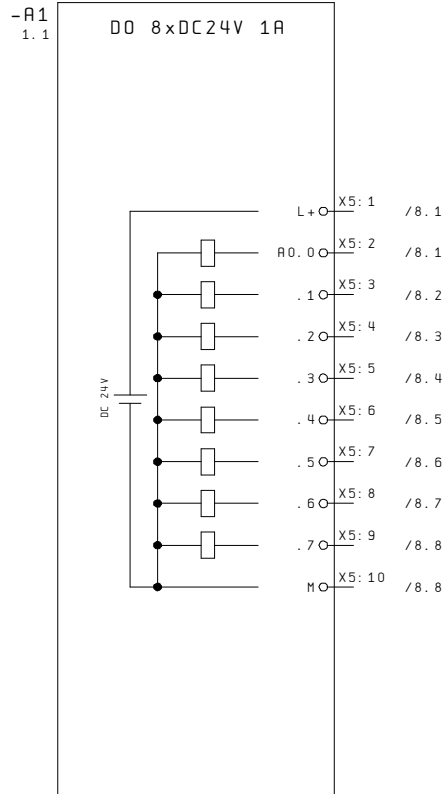 -A1
1.1
DO 8xDC24V 1A
L+ X5:1 /8.1
A0.0 X5:2 /8.1
.1 X5:3 /8.2
.2 X5:4 /8.3
.3 X5:5 /8.4
DC 24V
.4 X5:6 /8.5
.5 X5:7 /8.6
.6 X5:8 /8.7
.7 X5:9 /8.8
M X5:10 /8.8